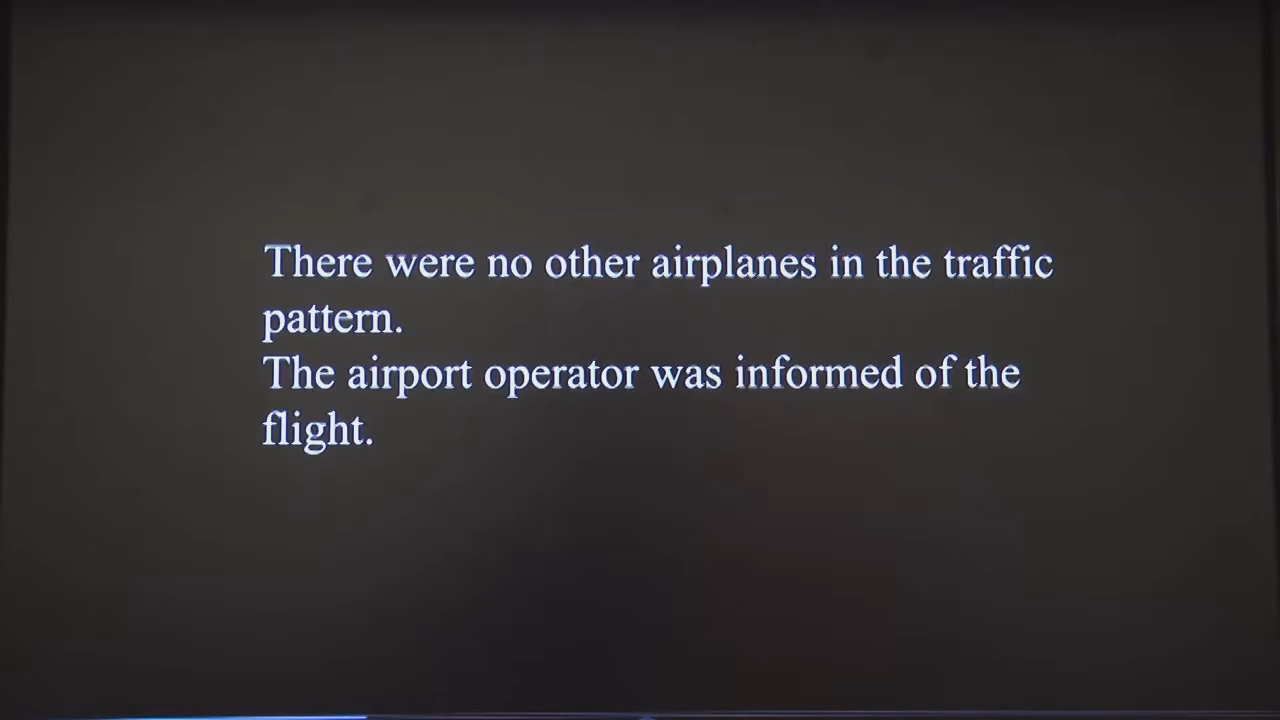 There were no other airplanes in the traffic
pattern.
The airport operator was informed of the
flight.